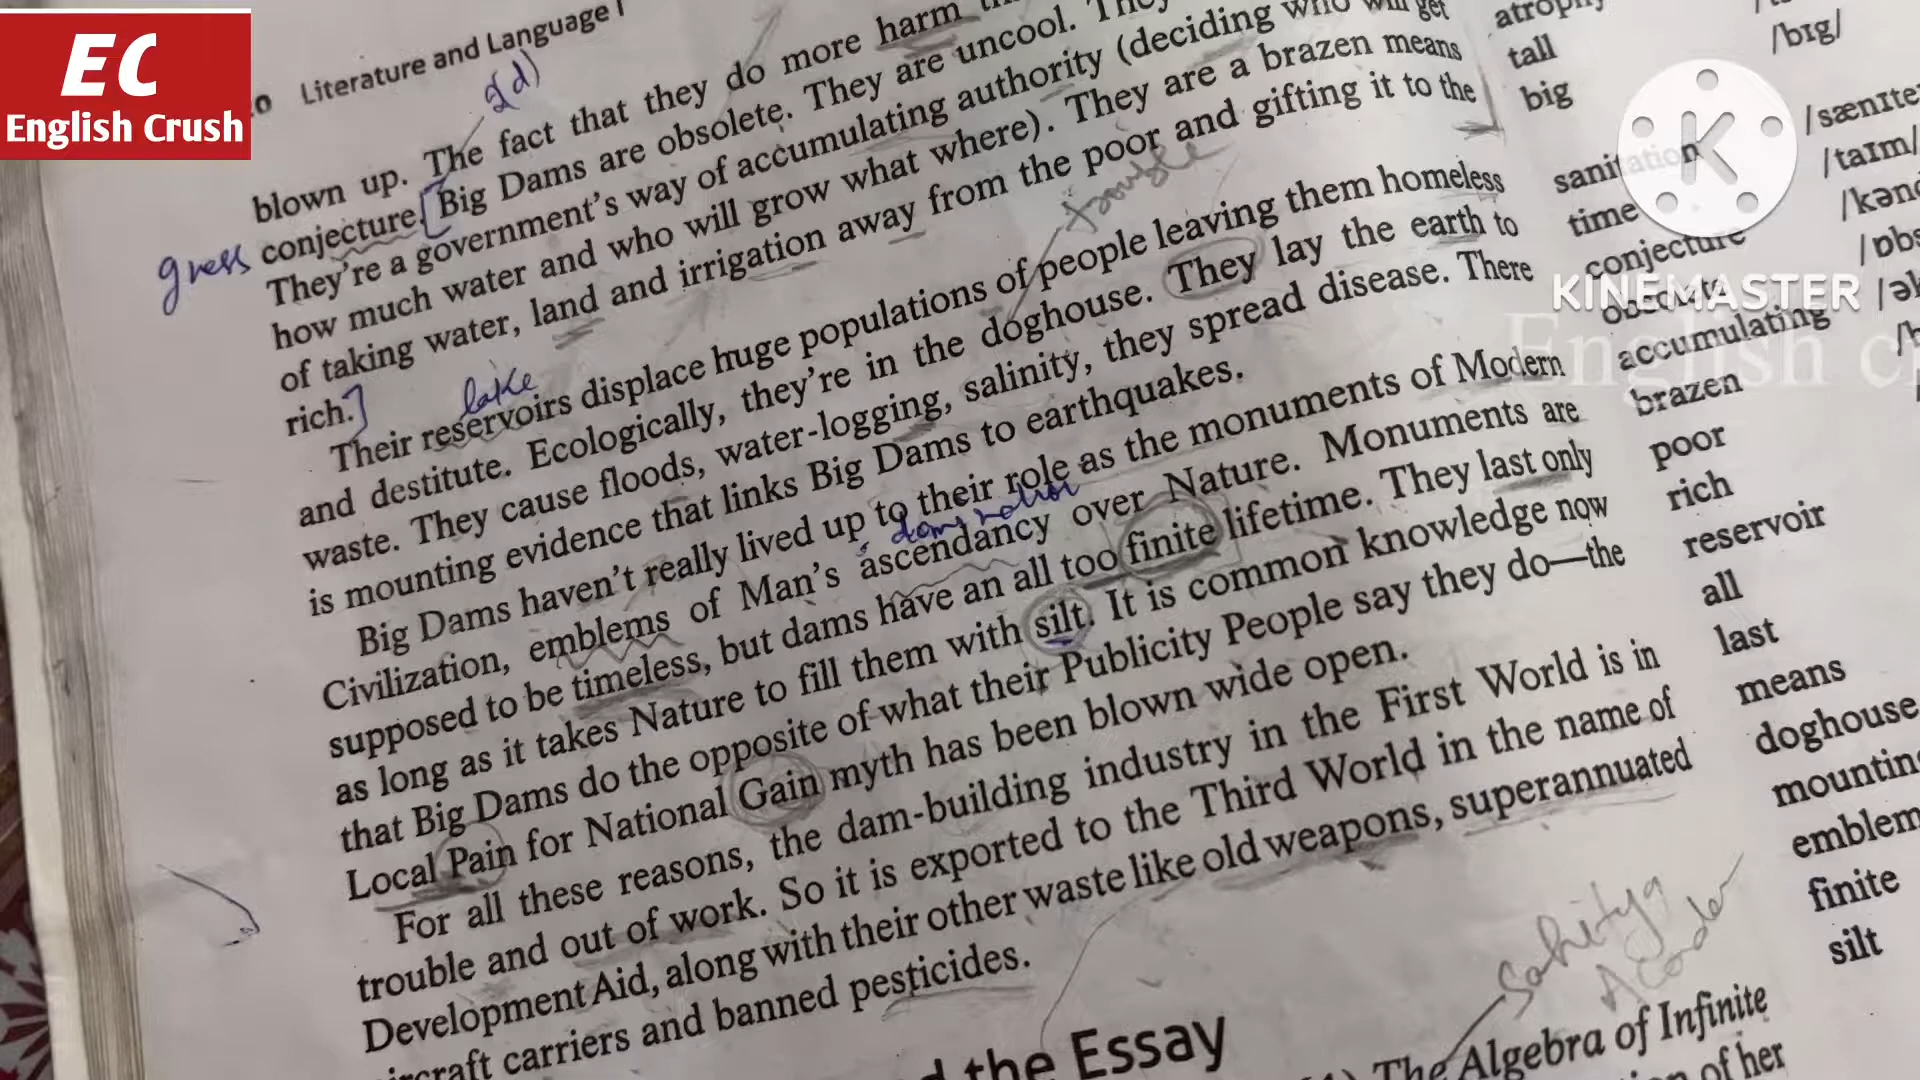 EC
English Crush
Literature and Language I
2(d)
blown up. The fact that they do more harm
conjecture. Big Dams are obsolete. They are uncool. They
They're a government's way of accumulating authority (deciding who will get
how much water and who will grow what where). They are a brazen means
of taking water, land and irrigation away from the poor and gifting it to the
rich.
guess
trouble
lake
Their reservoirs displace huge populations of people leaving them homeless
and destitute. Ecologically, they're in the doghouse. They lay the earth to
waste. They cause floods, water-logging, salinity, they spread disease. There
is mounting evidence that links Big Dams to earthquakes.
Big Dams haven't really lived up to their role as the monuments of Modern
Civilization, emblems of Man's ascendancy over Nature. Monuments are
supposed to be timeless, but dams have an all too finite lifetime. They last only
as long as it takes Nature to fill them with silt. It is common knowledge now
that Big Dams do the opposite of what their Publicity People say they do—the
Local Pain for National Gain myth has been blown wide open.
For all these reasons, the dam-building industry in the First World is in
trouble and out of work. So it is exported to the Third World in the name of
Development Aid, along with their other waste like old weapons, superannuated
aircraft carriers and banned pesticides.
the Essay
Sahitya
The Algebra of Infinite
of her
atrophy
tall
big /bɪg/
sanitation
time /taɪm/
conjecture
obsolete
accumulating
brazen
poor
rich
reservoir
all
last
means
doghouse
mounting
emblem
finite
silt
KINEMASTER